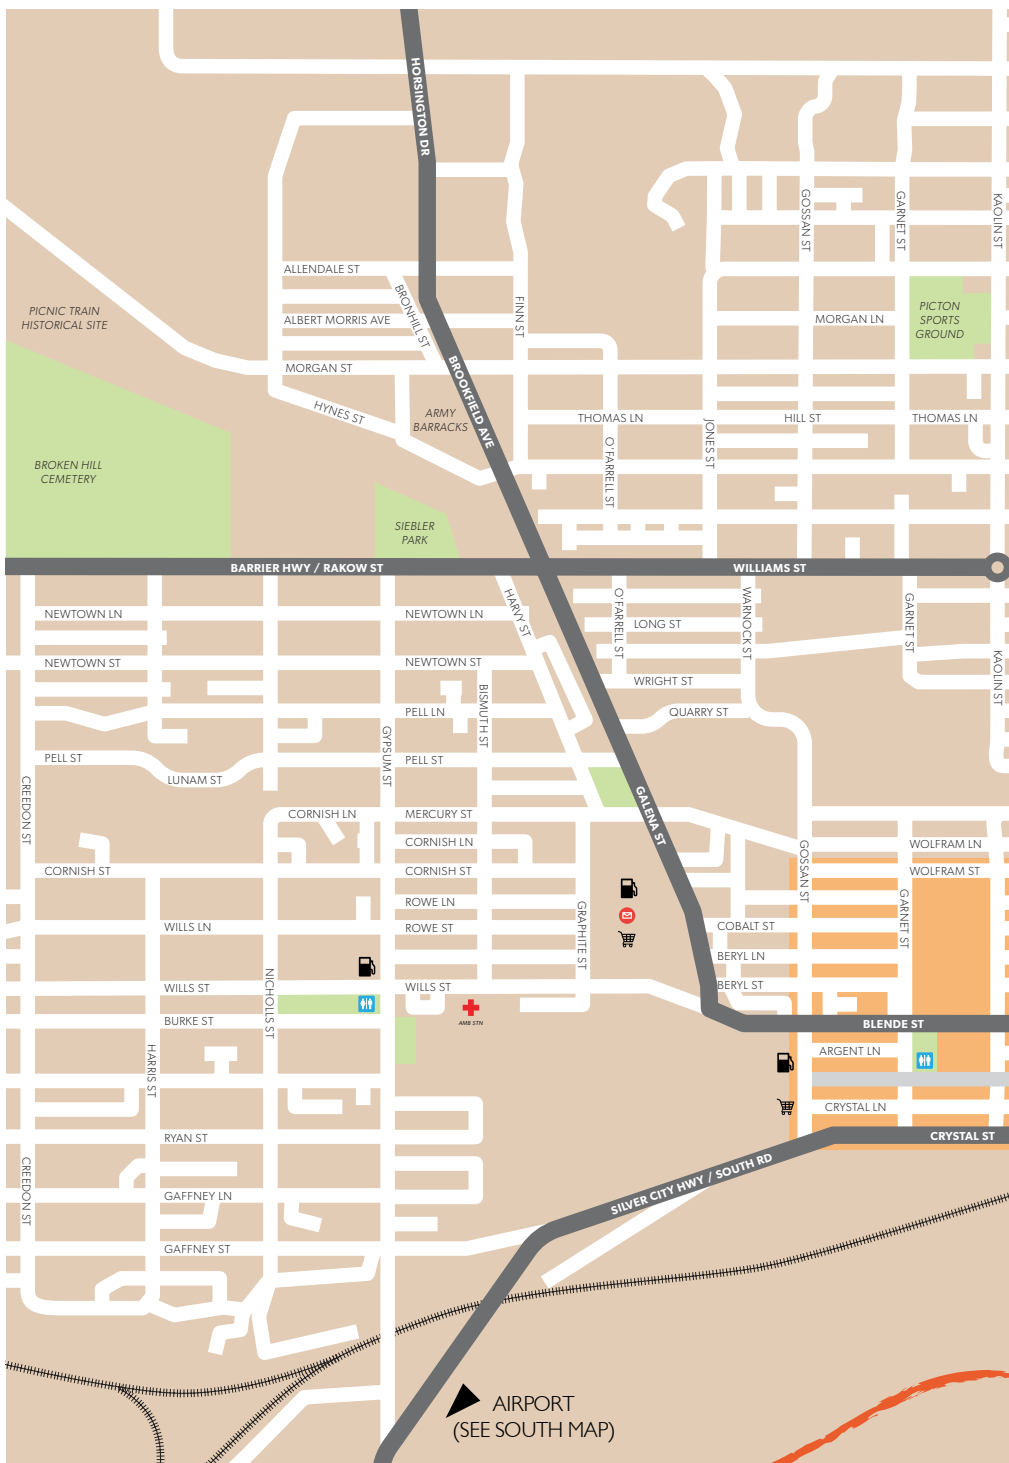 HORSINGTON DR
GOSSAN ST
GARNET ST
KAOLIN ST
ALLENDALE ST
BRONHILL ST
FINN ST
PICNIC TRAIN
HISTORICAL SITE
ALBERT MORRIS AVE
MORGAN LN
PICTON
SPORTS
GROUND
MORGAN ST
BROOKFIELD AVE
HYNES ST
ARMY
BARRACKS
THOMAS LN
HILL ST
THOMAS LN
JONES ST
O'FARRELL ST
BROKEN HILL
CEMETERY
SIEBLER
PARK
BARRIER HWY / RAKOW ST
WILLIAMS ST
HARVY ST
O'FARRELL ST
WARNOCK ST
GARNET ST
NEWTOWN LN
NEWTOWN LN
LONG ST
KAOLIN ST
NEWTOWN ST
NEWTOWN ST
WRIGHT ST
BISMUTH ST
PELL LN
QUARRY ST
GYPSUM ST
PELL ST
PELL ST
LUNAM ST
CREEDON ST
GALENA ST
CORNISH LN
MERCURY ST
CORNISH LN
GOSSAN ST
WOLFRAM LN
CORNISH ST
CORNISH ST
WOLFRAM ST
GARNET ST
ROWE LN
GRAPHITE ST
WILLS LN
ROWE ST
COBALT ST
BERYL LN
NICHOLLS ST
WILLS ST
WILLS ST
BERYL ST
BURKE ST
AMB STN
BLENDE ST
HARRIS ST
ARGENT LN
CRYSTAL LN
RYAN ST
CRYSTAL ST
CREEDON ST
SILVER CITY HWY / SOUTH RD
GAFFNEY LN
GAFFNEY ST
AIRPORT
(SEE SOUTH MAP)